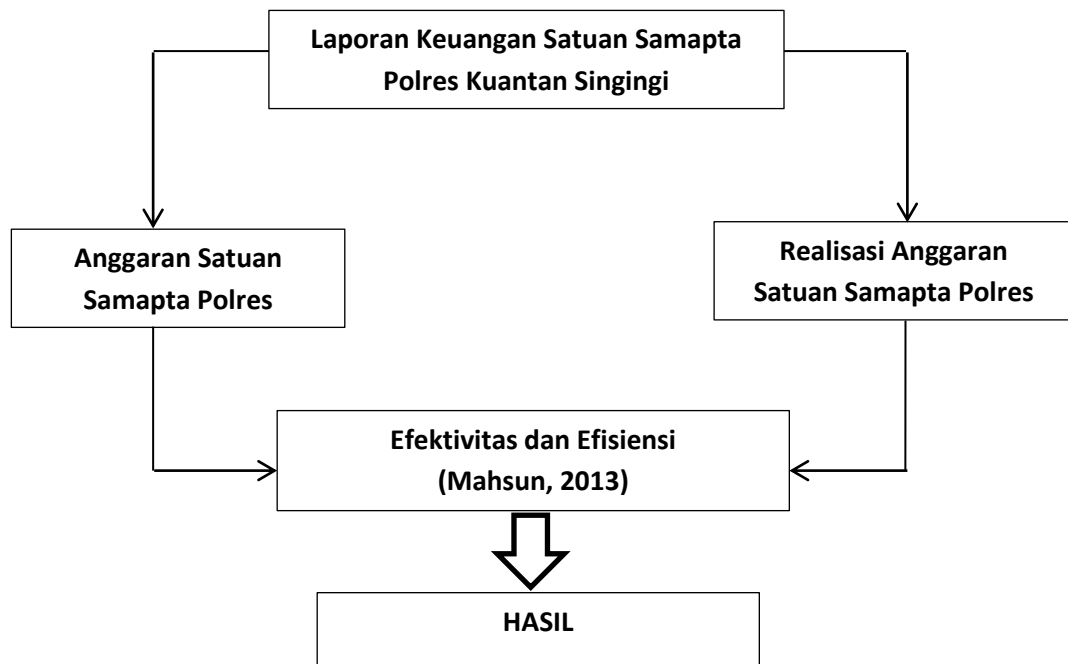 Laporan Keuangan Satuan Samapta
Polres Kuantan Singingi
Anggaran Satuan
Samapta Polres
Realisasi Anggaran
Satuan Samapta Polres
Efektivitas dan Efisiensi
(Mahsun, 2013)
HASIL